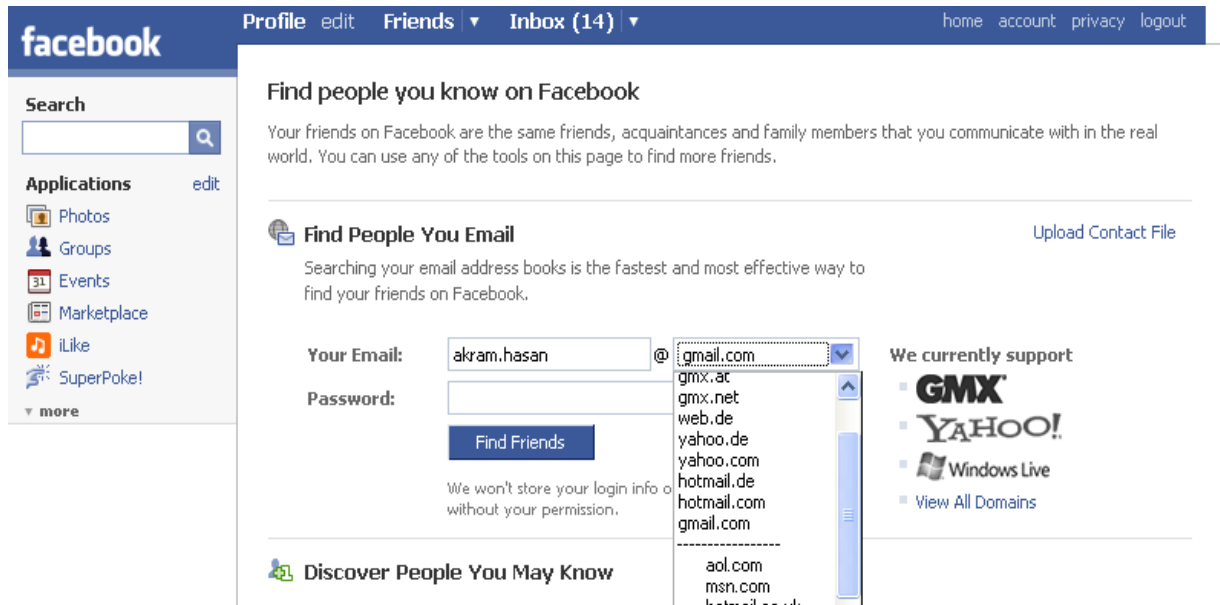 facebook
Profile edit Friends Inbox (14)
home account privacy logout
Search
Applications edit
Photos
Groups
31 Events
Marketplace
iLike
SuperPoke!
more
Find people you know on Facebook
Your friends on Facebook are the same friends, acquaintances and family members that you communicate with in the real
world. You can use any of the tools on this page to find more friends.
Find People You Email
Upload Contact File
Searching your email address books is the fastest and most effective way to
find your friends on Facebook.
Your Email: akram.hasan @ gmail.com
Password:
gmx.at
gmx.net
web.de
yahoo.de
yahoo.com
hotmail.de
hotmail.com
gmail.com
-----------------
aol.com
msn.com
hotmail.co.uk
Find Friends
We won't store your login info o
without your permission.
We currently support
GMX
YAHOO!
Windows Live
View All Domains
Discover People You May Know